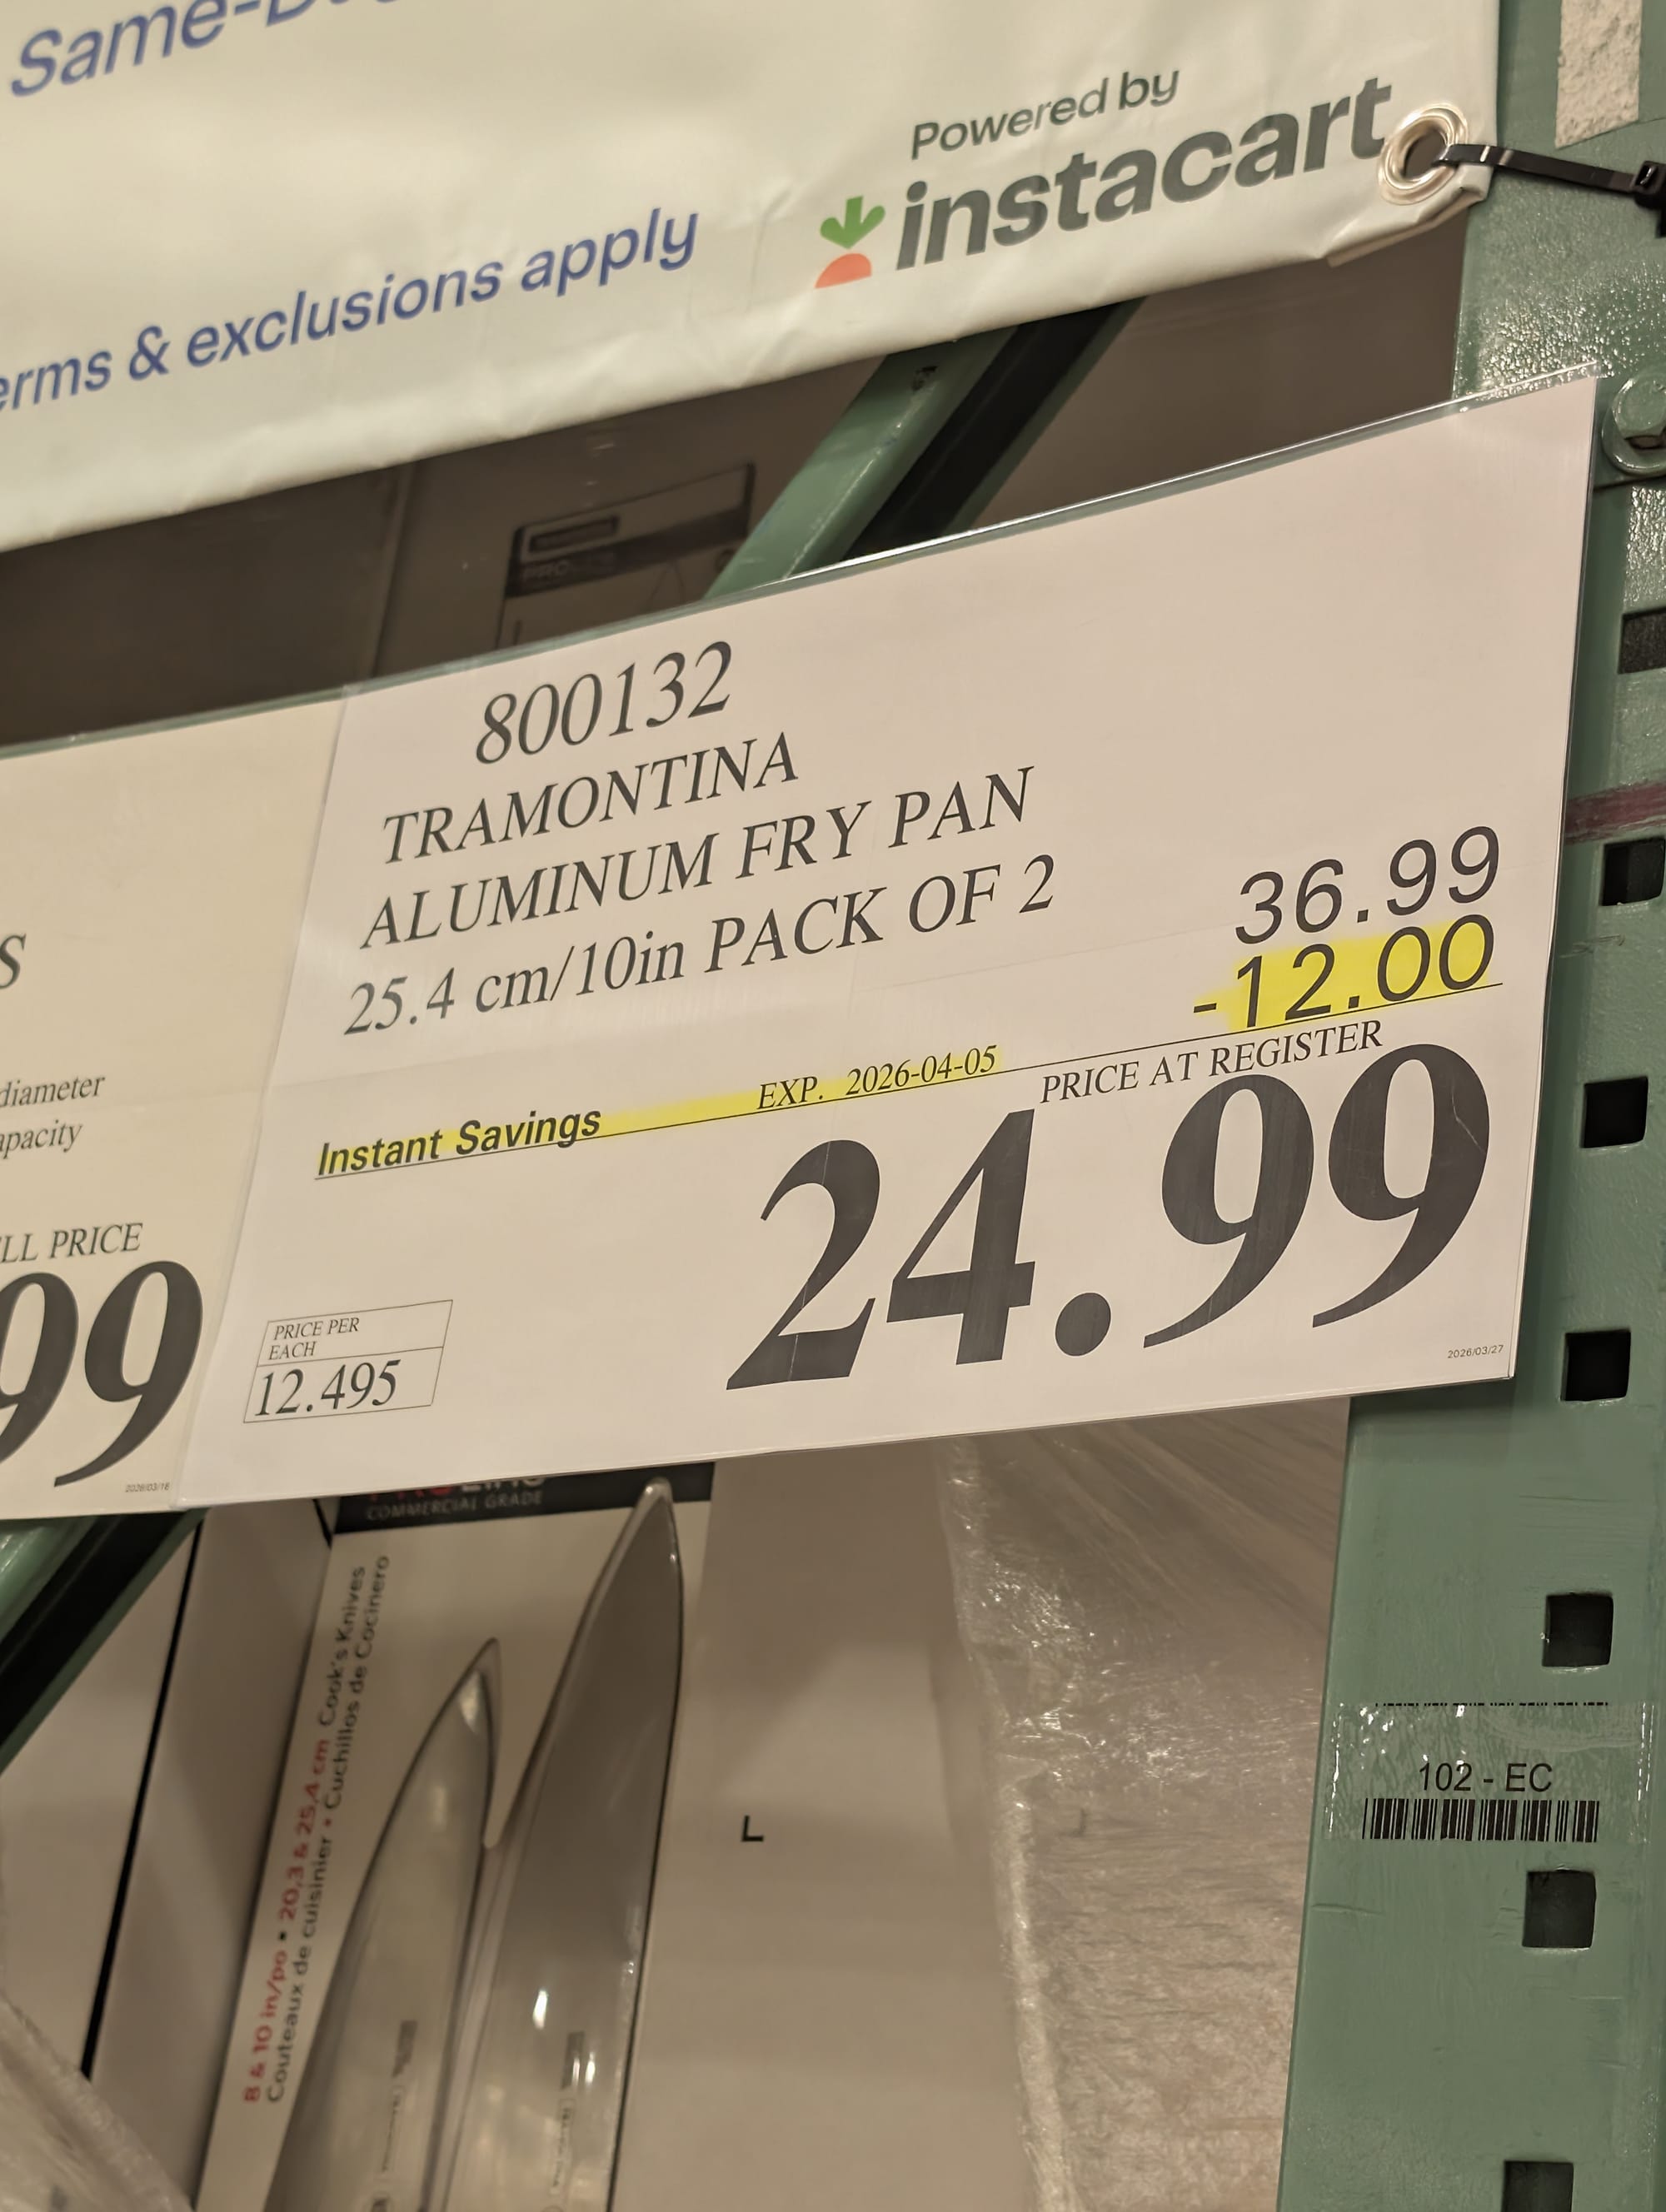 Same-D
Powered by
instacart
erms & exclusions apply
800132
TRAMONTINA
ALUMINUM FRY PAN
25.4 cm/10in PACK OF 2
36.99
-12.00
Instant Savings EXP. 2026-04-05 PRICE AT REGISTER
24.99
PRICE PER
EACH
12.495
2026/03/27
S
diameter
apacity
LL PRICE
99
2026/03/16
COMMERCIAL GRADE
8 & 10 in/po • 20,3 & 25,4 cm Cook's Knives
Couteaux de cuisinier • Cuchillos de Cocinero
102 - EC